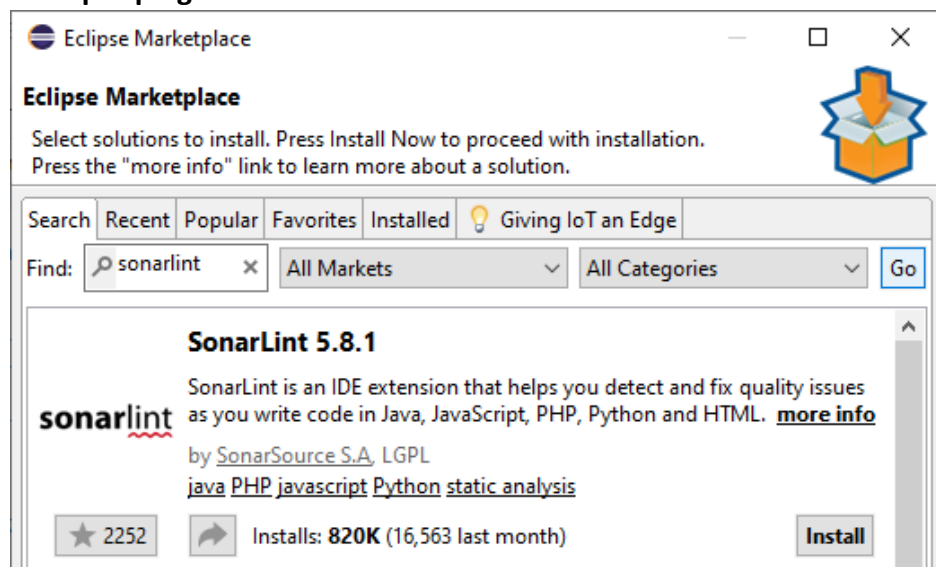 Eclipse Marketplace
Eclipse Marketplace
Select solutions to install. Press Install Now to proceed with installation.
Press the "more info" link to learn more about a solution.
Search Recent Popular Favorites Installed Giving IoT an Edge
Find: sonarlint All Markets All Categories Go
SonarLint 5.8.1
SonarLint is an IDE extension that helps you detect and fix quality issues
sonarlint as you write code in Java, JavaScript, PHP, Python and HTML. more info
by SonarSource S.A, LGPL
java PHP javascript Python static analysis
2252 Installs: 820K (16,563 last month) Install